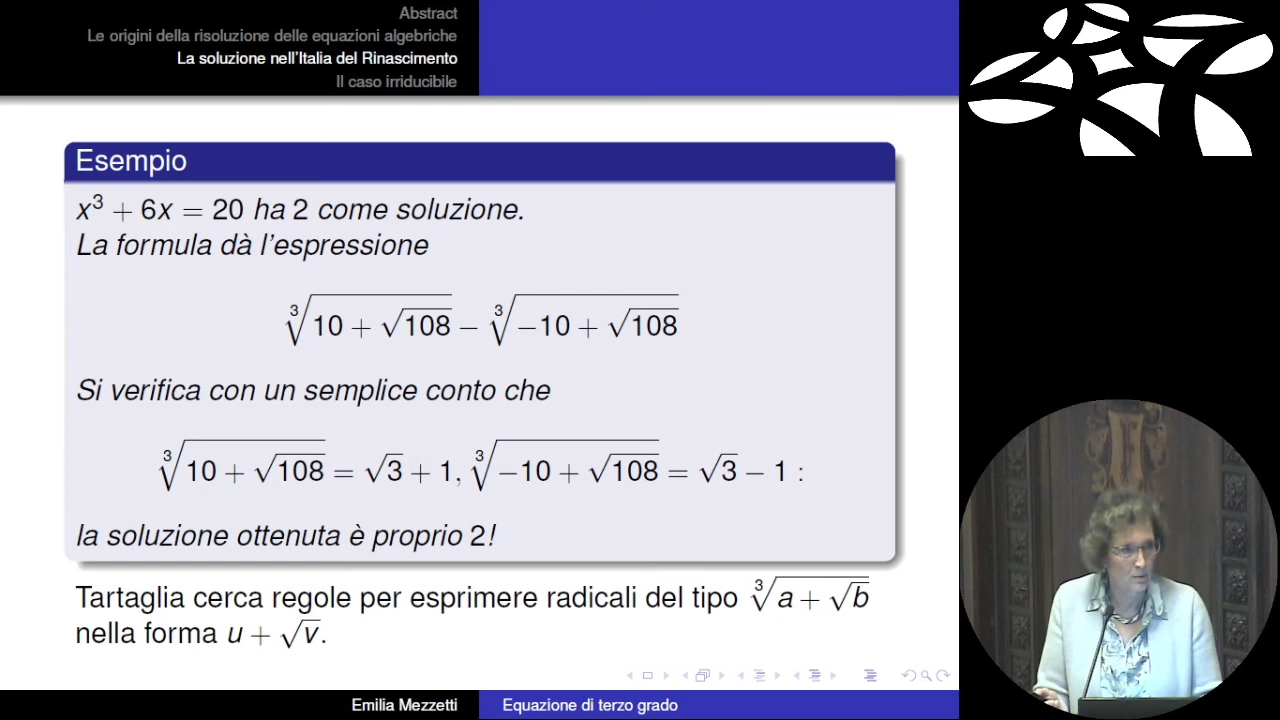 Abstract
Le origini della risoluzione delle equazioni algebriche
La soluzione nell'Italia del Rinascimento
Il caso irriducibile
Esempio
x³ + 6x = 20 ha 2 come soluzione.
La formula dà l'espressione
∛(10 + √108) − ∛(−10 + √108)
Si verifica con un semplice conto che
∛(10 + √108) = √3 + 1, ∛(−10 + √108) = √3 − 1 :
la soluzione ottenuta è proprio 2!
Tartaglia cerca regole per esprimere radicali del tipo ∛(a + √b)
nella forma u + √v.
Emilia Mezzetti
Equazione di terzo grado